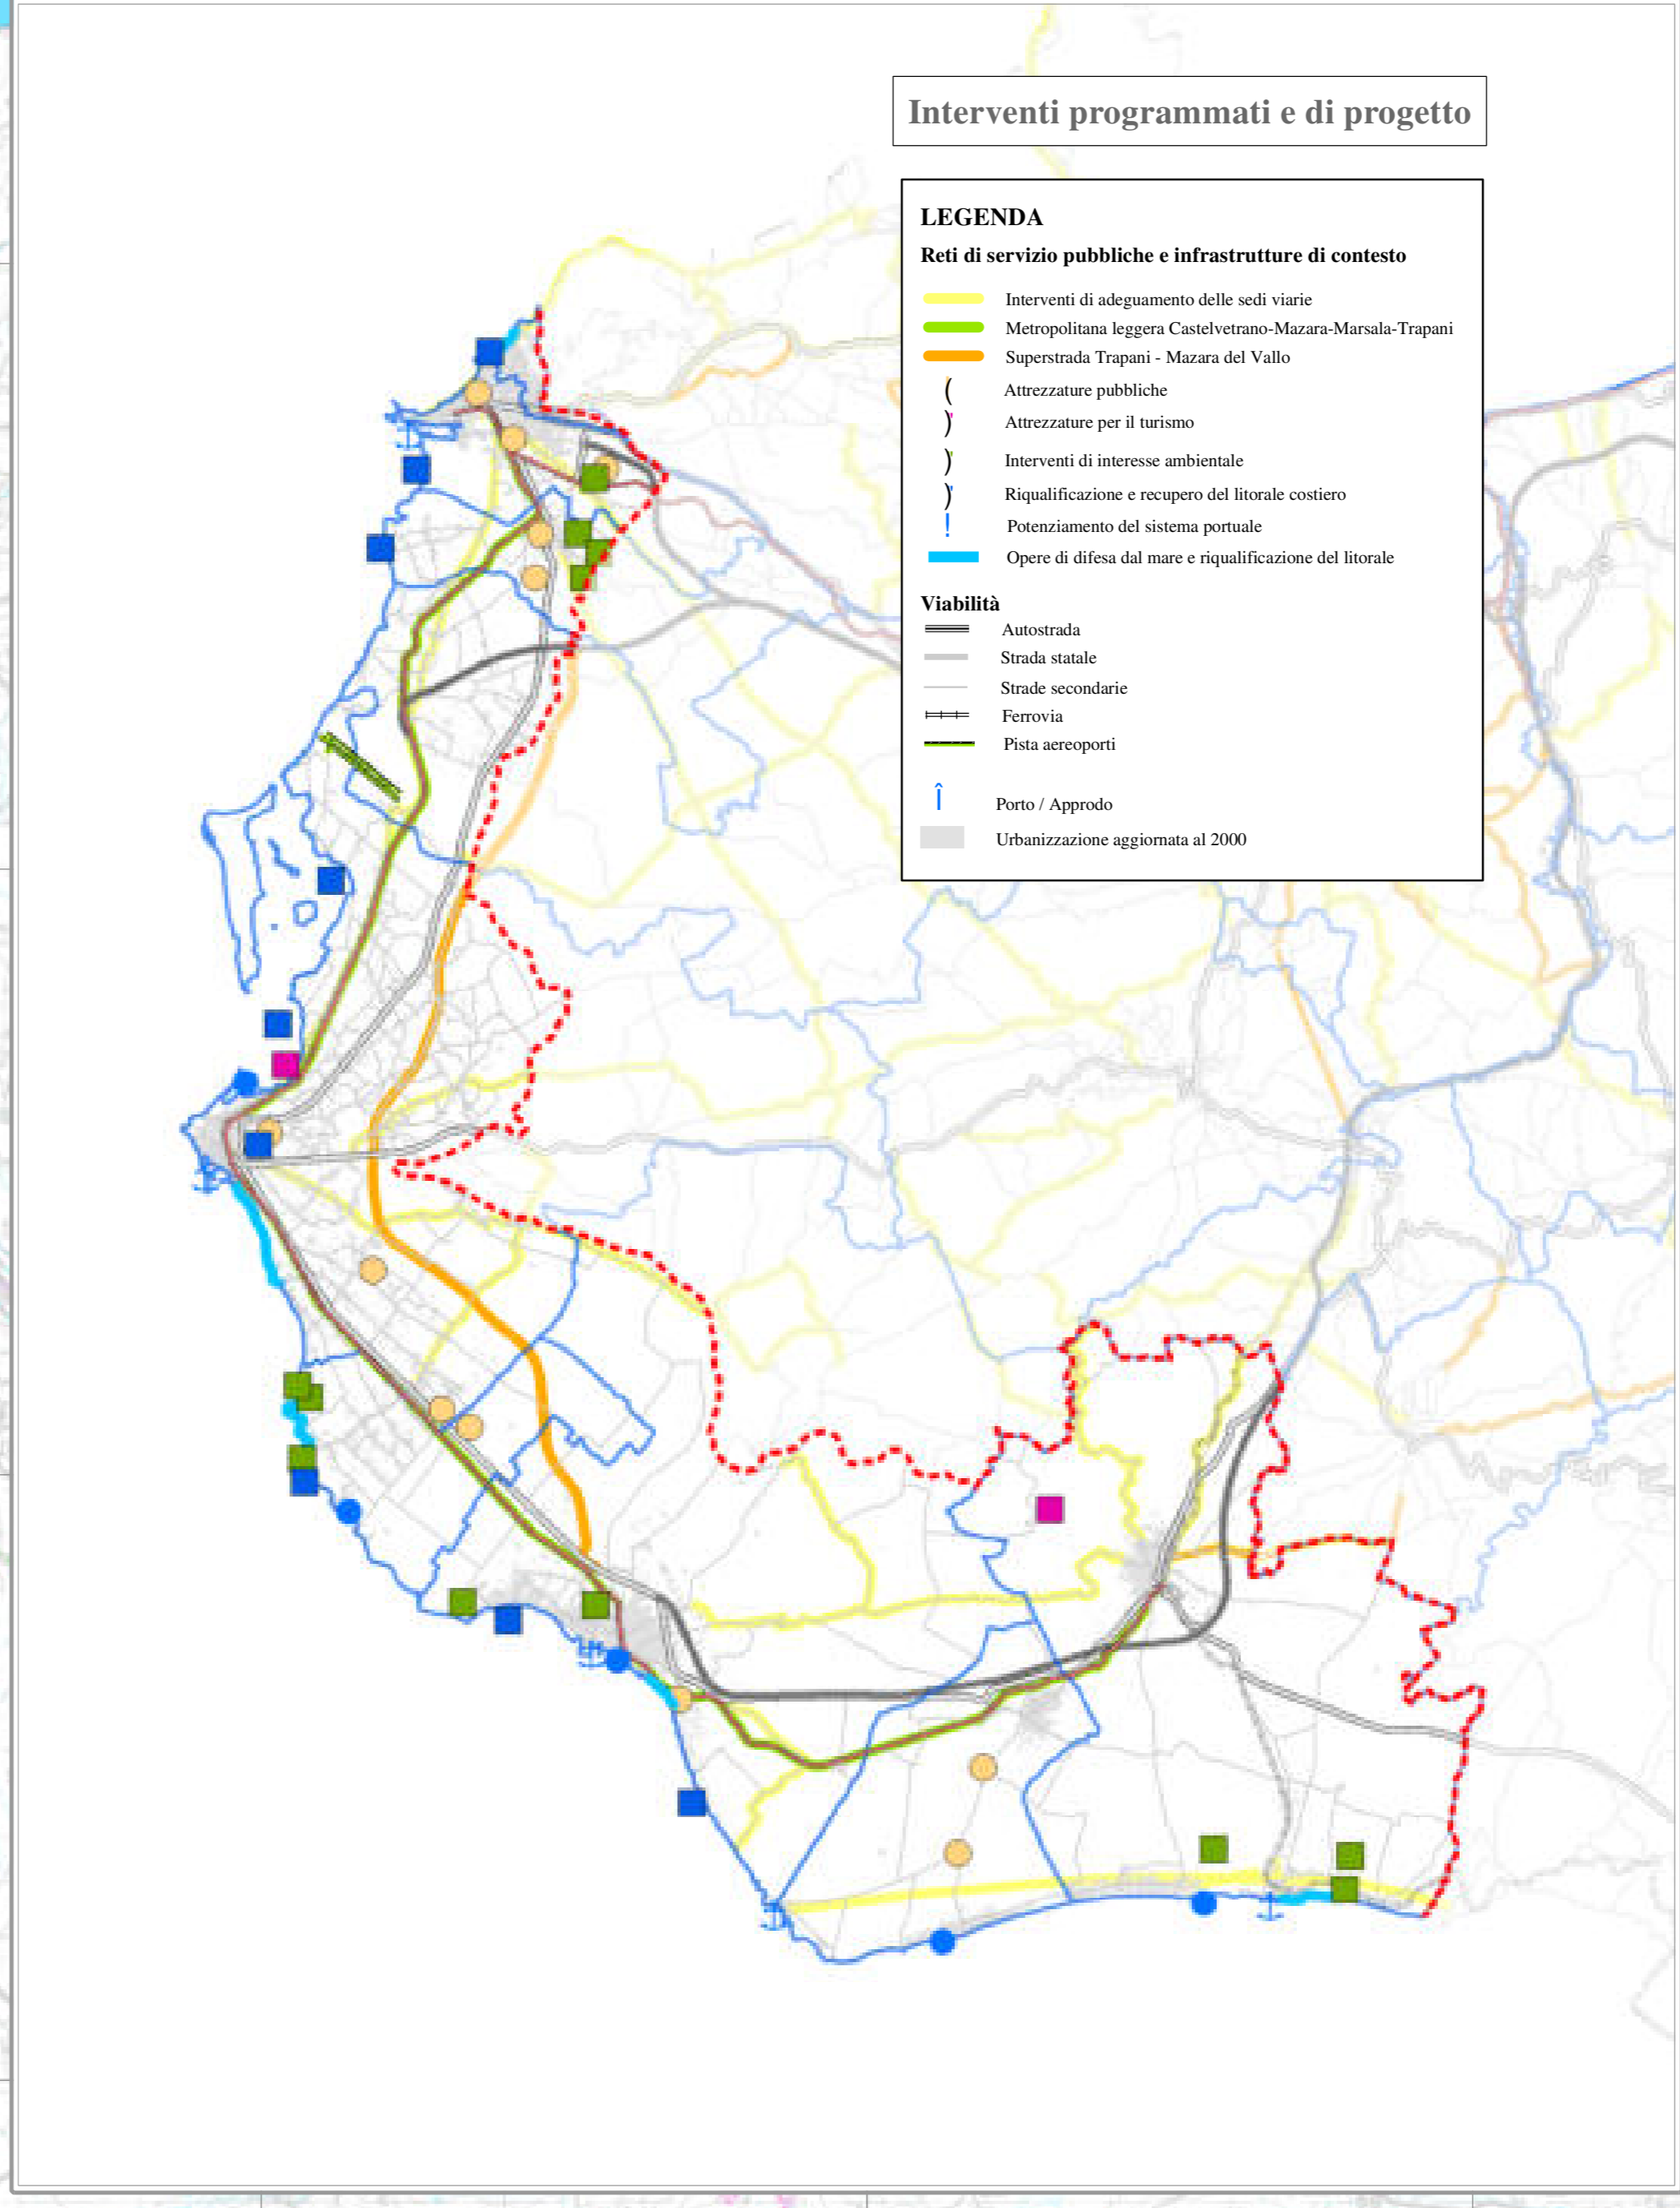 Interventi programmati e di progetto
LEGENDA
Reti di servizio pubbliche e infrastrutture di contesto
Interventi di adeguamento delle sedi viarie
Metropolitana leggera Castelvetrano-Mazara-Marsala-Trapani
Superstrada Trapani - Mazara del Vallo
( Attrezzature pubbliche
) Attrezzature per il turismo
) Interventi di interesse ambientale
) Riqualificazione e recupero del litorale costiero
! Potenziamento del sistema portuale
Opere di difesa dal mare e riqualificazione del litorale
Viabilità
Autostrada
Strada statale
Strade secondarie
Ferrovia
Pista aereoporti
Î Porto / Approdo
Urbanizzazione aggiornata al 2000